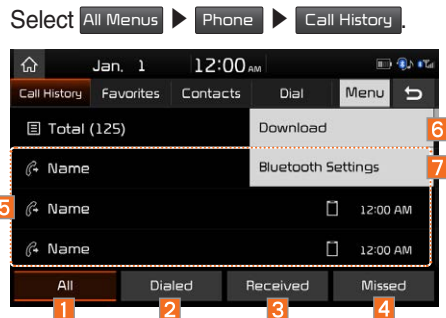 Select All Menus ▶ Phone ▶ Call History.
Jan. 1 12:00 AM
Call History Favorites Contacts Dial Menu
Total (125) Download 6
Name Bluetooth Settings 7
5 Name 12:00 AM
Name 12:00 AM
All Dialed Received Missed
1 2 3 4